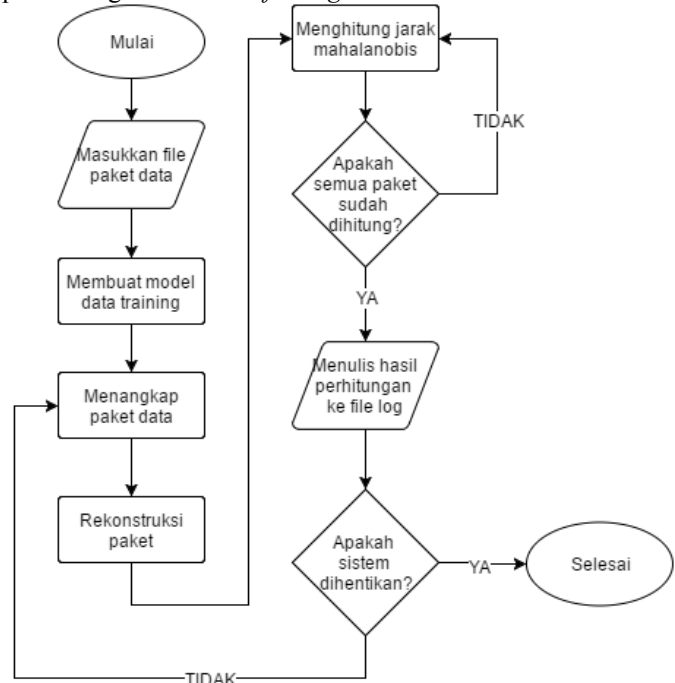 Mulai
Masukkan file
paket data
Membuat model
data training
Menangkap
paket data
Rekonstruksi
paket
Menghitung jarak
mahalanobis
TIDAK
Apakah
semua paket
sudah
dihitung?
YA
Menulis hasil
perhitungan
ke file log
Apakah
sistem
dihentikan?
YA
Selesai
TIDAK